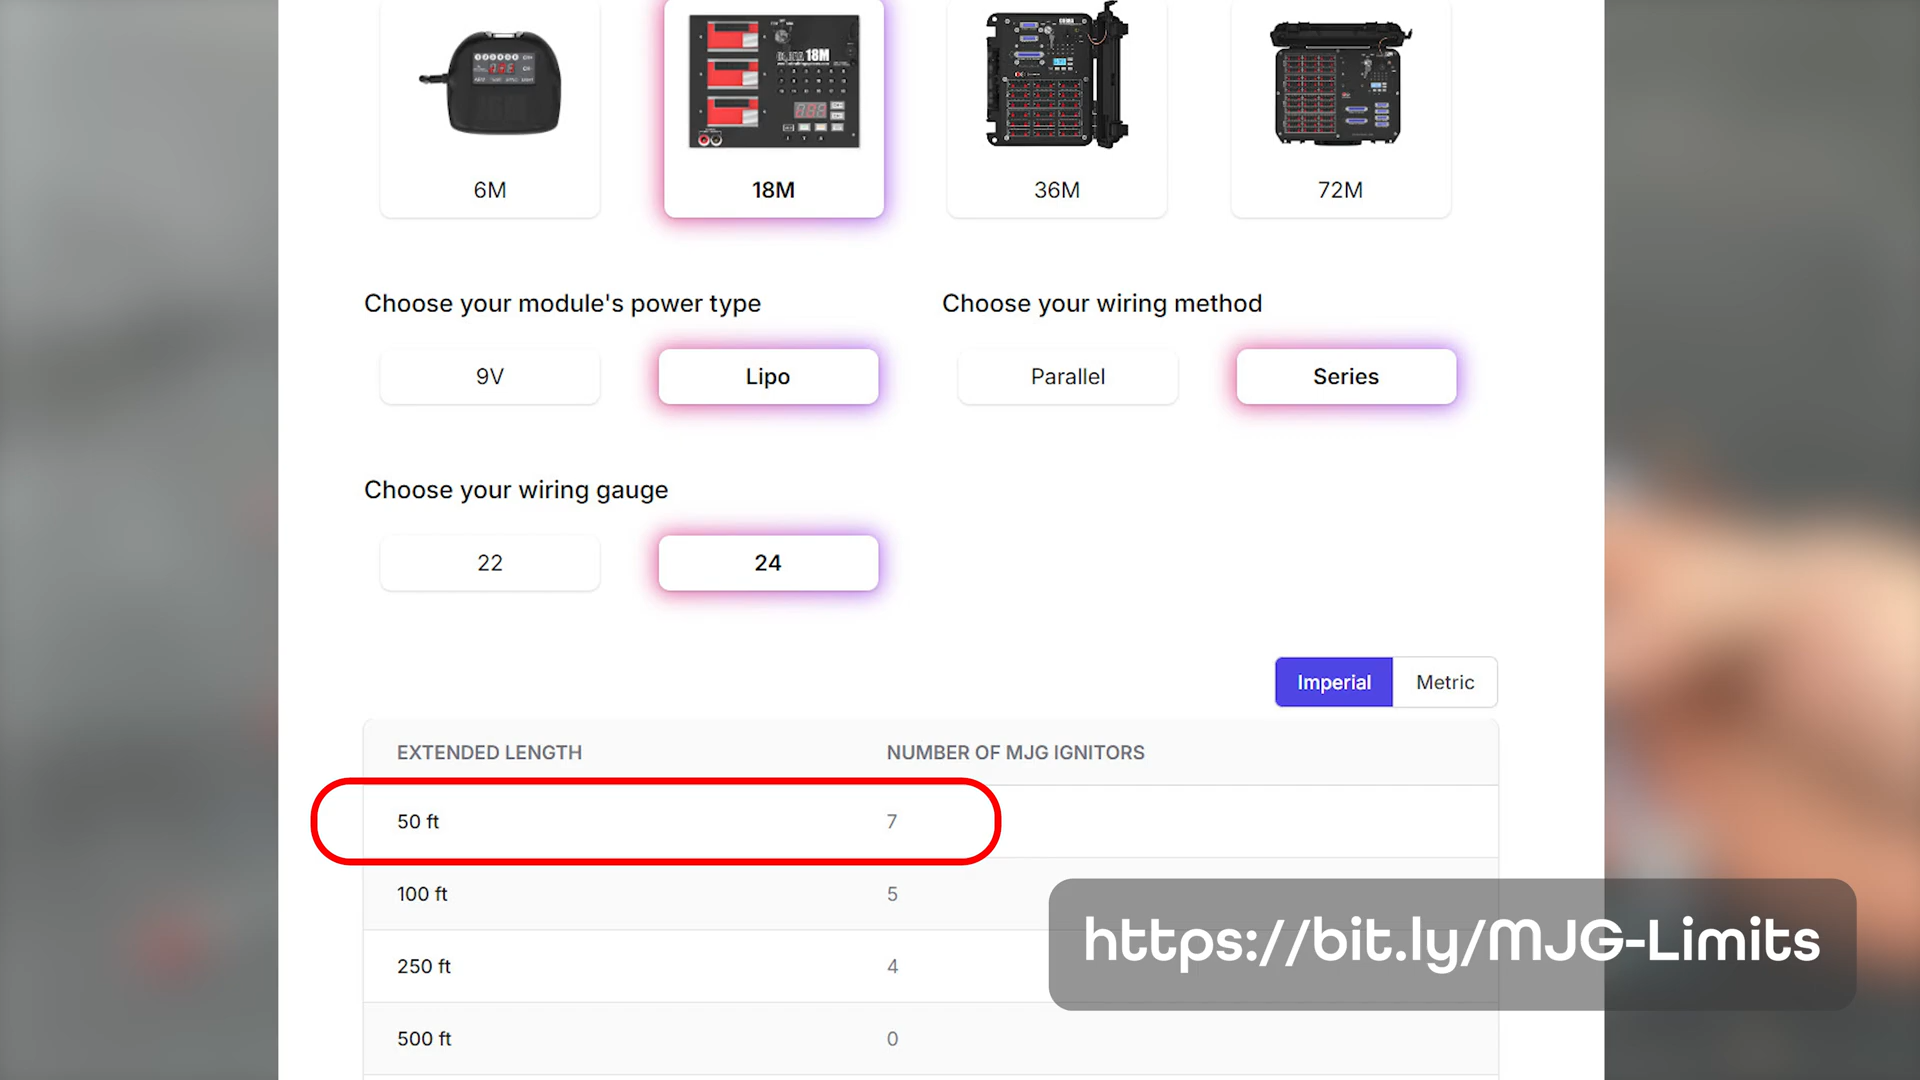 18M
6M
18M
36M
72M
Choose your module's power type
Choose your wiring method
9V
Lipo
Parallel
Series
Choose your wiring gauge
22
24
Imperial
Metric
EXTENDED LENGTH
NUMBER OF MJG IGNITORS
50 ft
7
100 ft
5
250 ft
4
500 ft
0
https://bit.ly/MJG-Limits